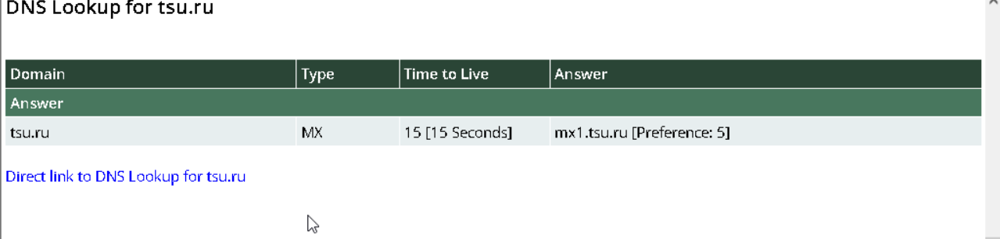 DNS Lookup for tsu.ru
Domain Type Time to Live Answer
Answer
tsu.ru MX 15 [15 Seconds] mx1.tsu.ru [Preference: 5]
Direct link to DNS Lookup for tsu.ru